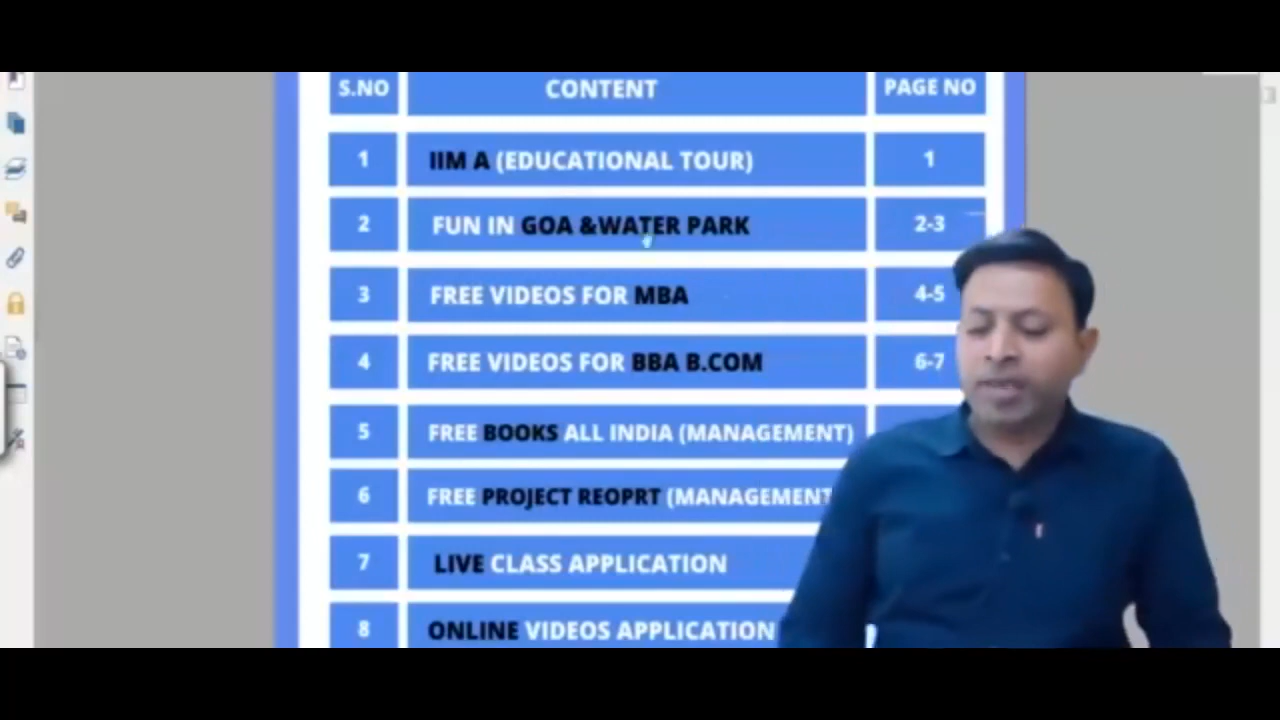 S.NO CONTENT PAGE NO
1 IIM A (EDUCATIONAL TOUR) 1
2 FUN IN GOA &WATER PARK 2-3
3 FREE VIDEOS FOR MBA 4-5
4 FREE VIDEOS FOR BBA B.COM 6-7
5 FREE BOOKS ALL INDIA (MANAGEMENT)
6 FREE PROJECT REOPRT (MANAGEMENT
7 LIVE CLASS APPLICATION
8 ONLINE VIDEOS APPLICATION